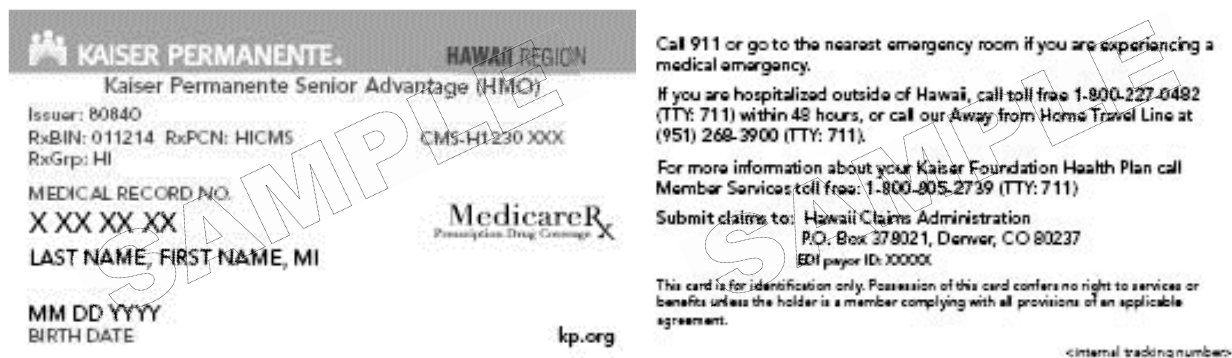 KAISER PERMANENTE. HAWAII REGION
Kaiser Permanente Senior Advantage (HMO)
Issuer: 80840
RxBIN: 011214 RxPCN: HICMS CMS-H1230 XXX
RxGrp: HI
MEDICAL RECORD NO.
X XX XX XX
MedicareRx
Prescription Drug Coverage
LAST NAME, FIRST NAME, MI
MM DD YYYY
BIRTH DATE
kp.org
SAMPLE
Call 911 or go to the nearest emergency room if you are experiencing a
medical emergency.
If you are hospitalized outside of Hawaii, call toll free 1-800-227-0482
(TTY: 711) within 48 hours, or call our Away from Home Travel Line at
(951) 268-3900 (TTY: 711).
For more information about your Kaiser Foundation Health Plan call
Member Services toll free: 1-800-805-2739 (TTY: 711)
Submit claims to: Hawaii Claims Administration
P.O. Box 378021, Denver, CO 80237
EDI payor ID: XXXXX
This card is for identification only. Possession of this card confers no right to services or
benefits unless the holder is a member complying with all provisions of an applicable
agreement.
<internal tracking number>
SAMPLE